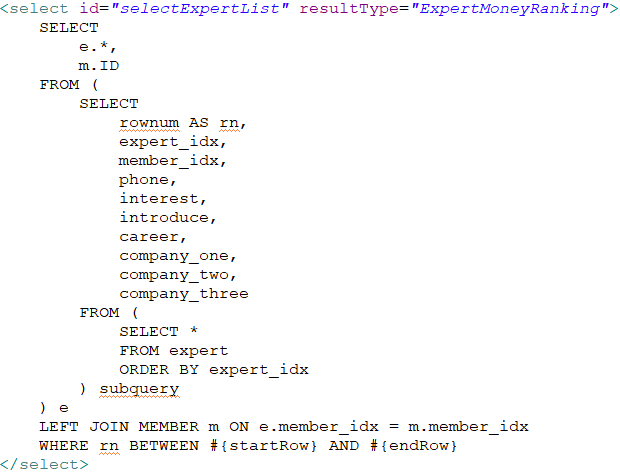 <select id="selectExpertList" resultType="ExpertMoneyRanking">
SELECT
e.*,
m.ID
FROM (
SELECT
rownum AS rn,
expert_idx,
member_idx,
phone,
interest,
introduce,
career,
company_one,
company_two,
company_three
FROM (
SELECT *
FROM expert
ORDER BY expert_idx
) subquery
) e
LEFT JOIN MEMBER m ON e.member_idx = m.member_idx
WHERE rn BETWEEN #{startRow} AND #{endRow}
</select>